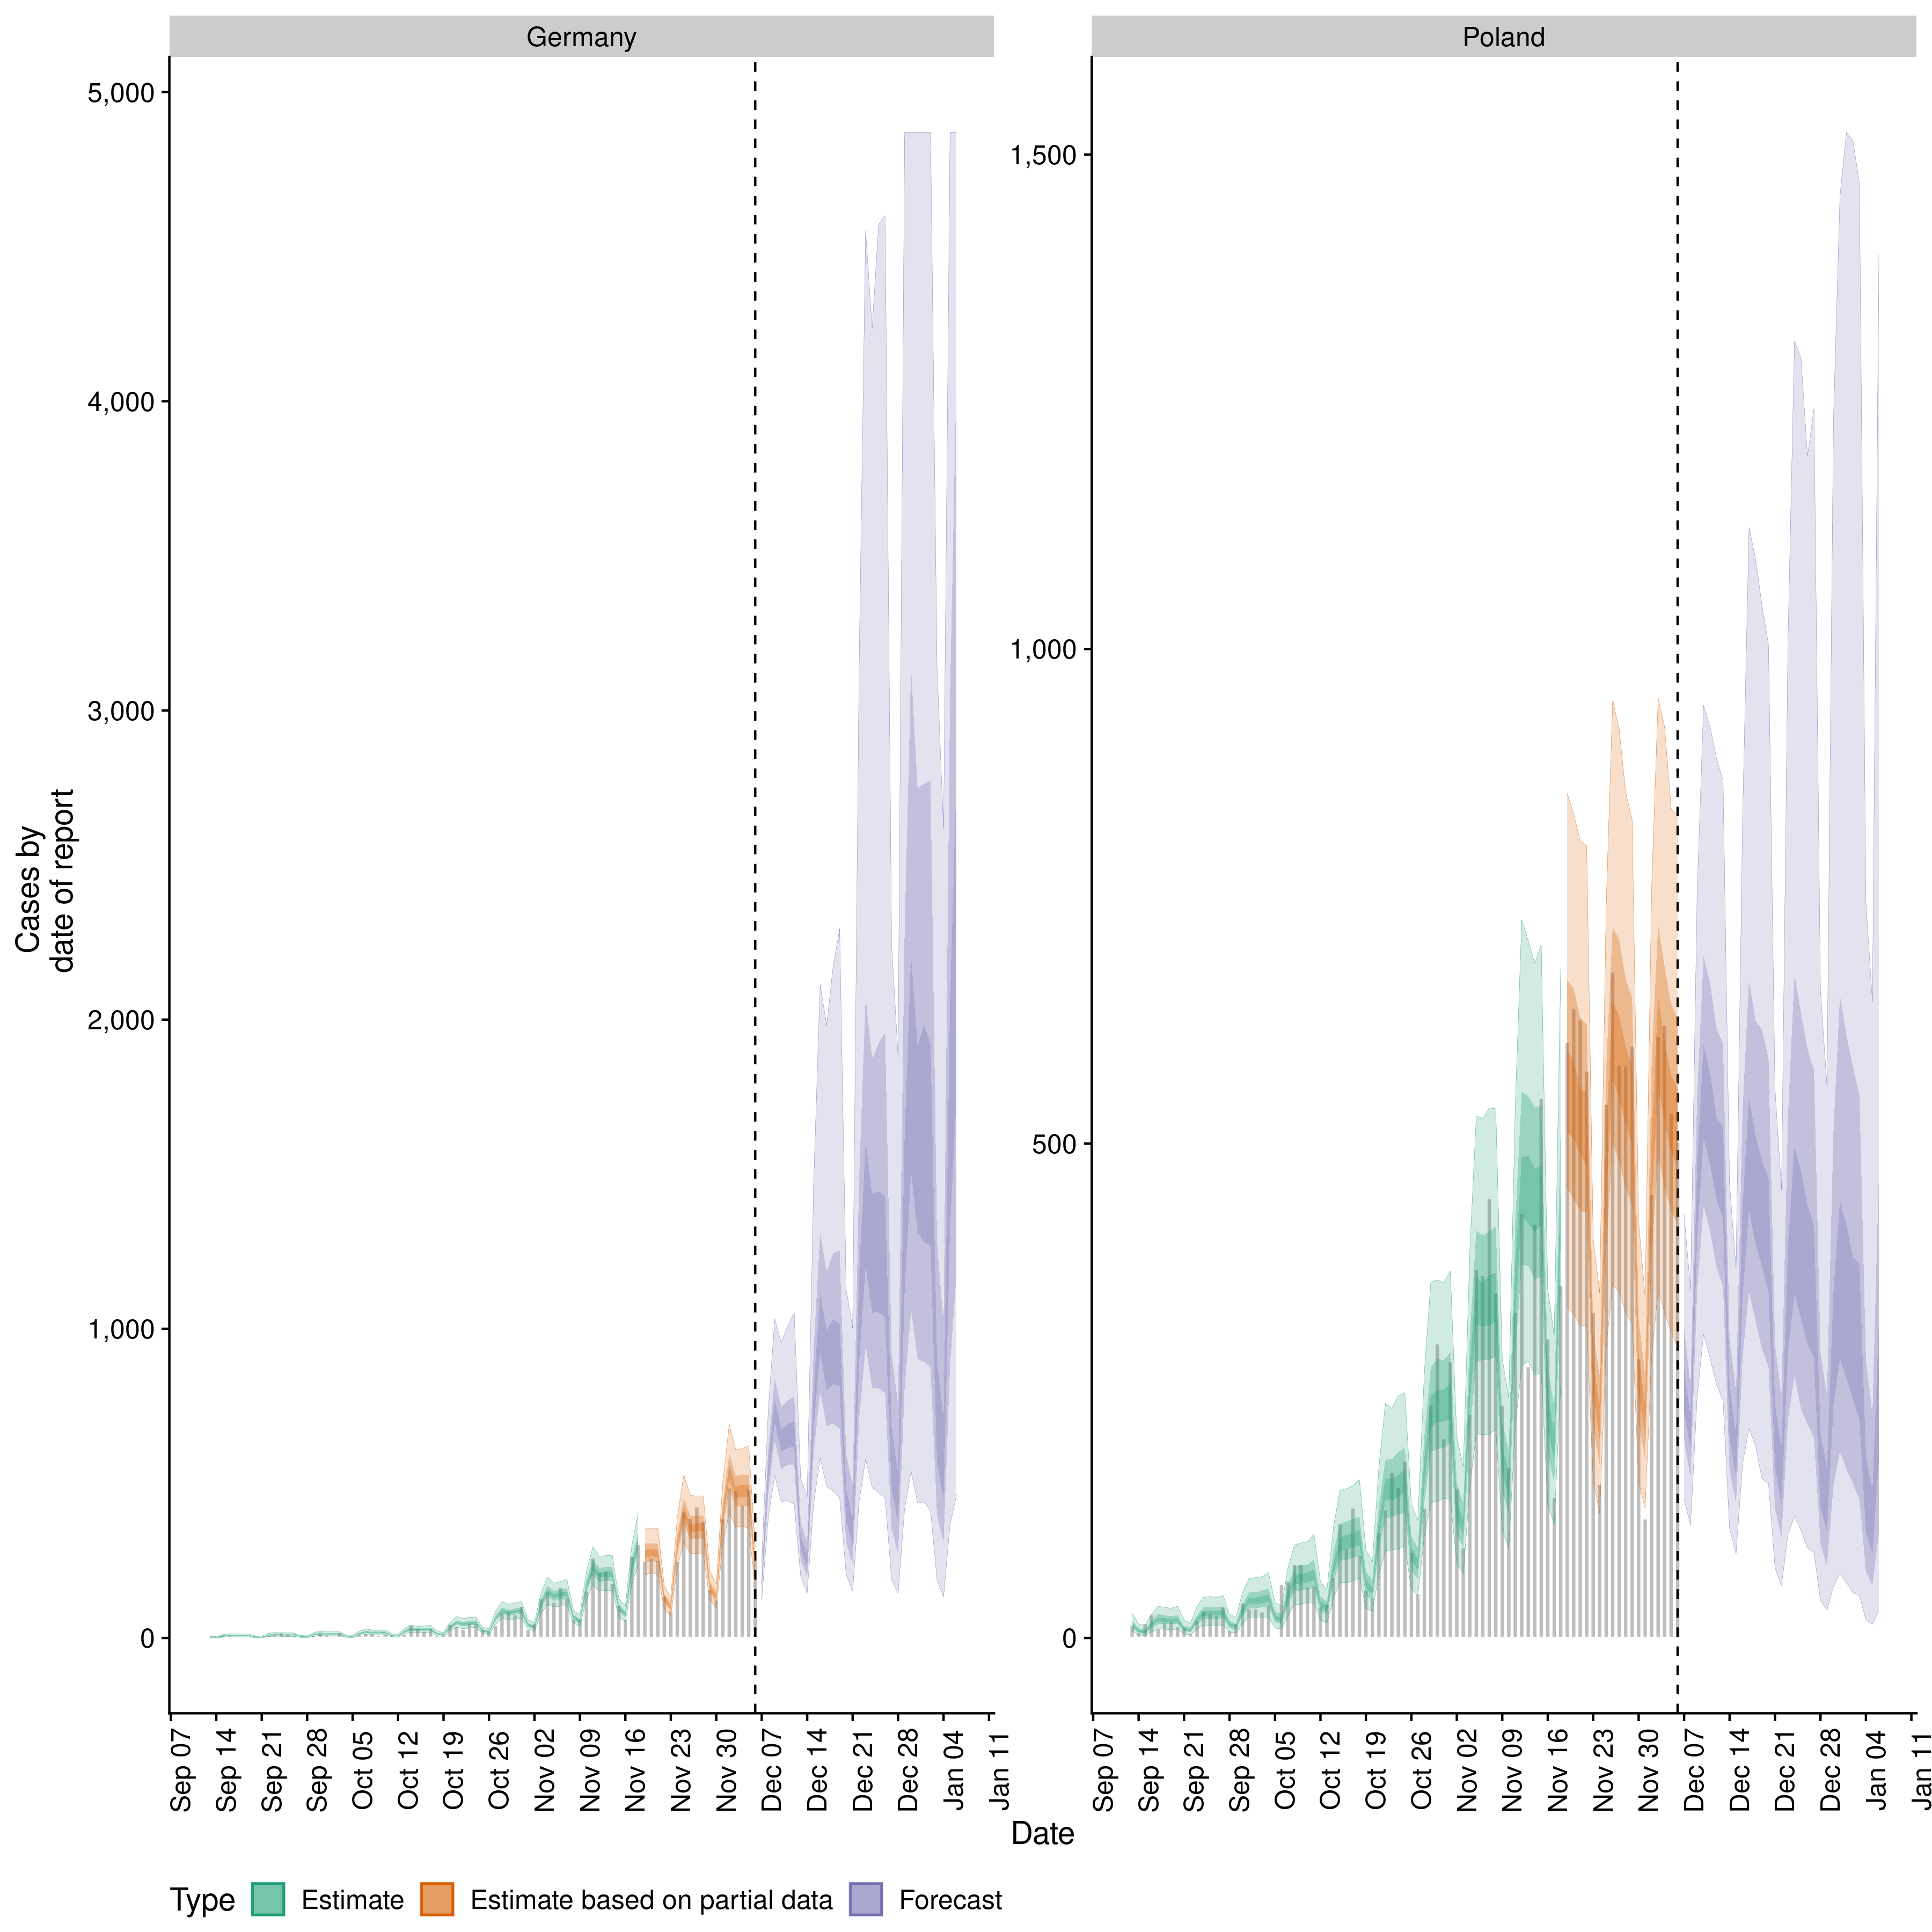 Germany
Poland
5,000
4,000
3,000
2,000
1,000
0
1,500
1,000
500
0
Cases by
date of report
Sep 07
Sep 14
Sep 21
Sep 28
Oct 05
Oct 12
Oct 19
Oct 26
Nov 02
Nov 09
Nov 16
Nov 23
Nov 30
Dec 07
Dec 14
Dec 21
Dec 28
Jan 04
Jan 11
Sep 07
Sep 14
Sep 21
Sep 28
Oct 05
Oct 12
Oct 19
Oct 26
Nov 02
Nov 09
Nov 16
Nov 23
Nov 30
Dec 07
Dec 14
Dec 21
Dec 28
Jan 04
Jan 11
Date
Type Estimate Estimate based on partial data Forecast